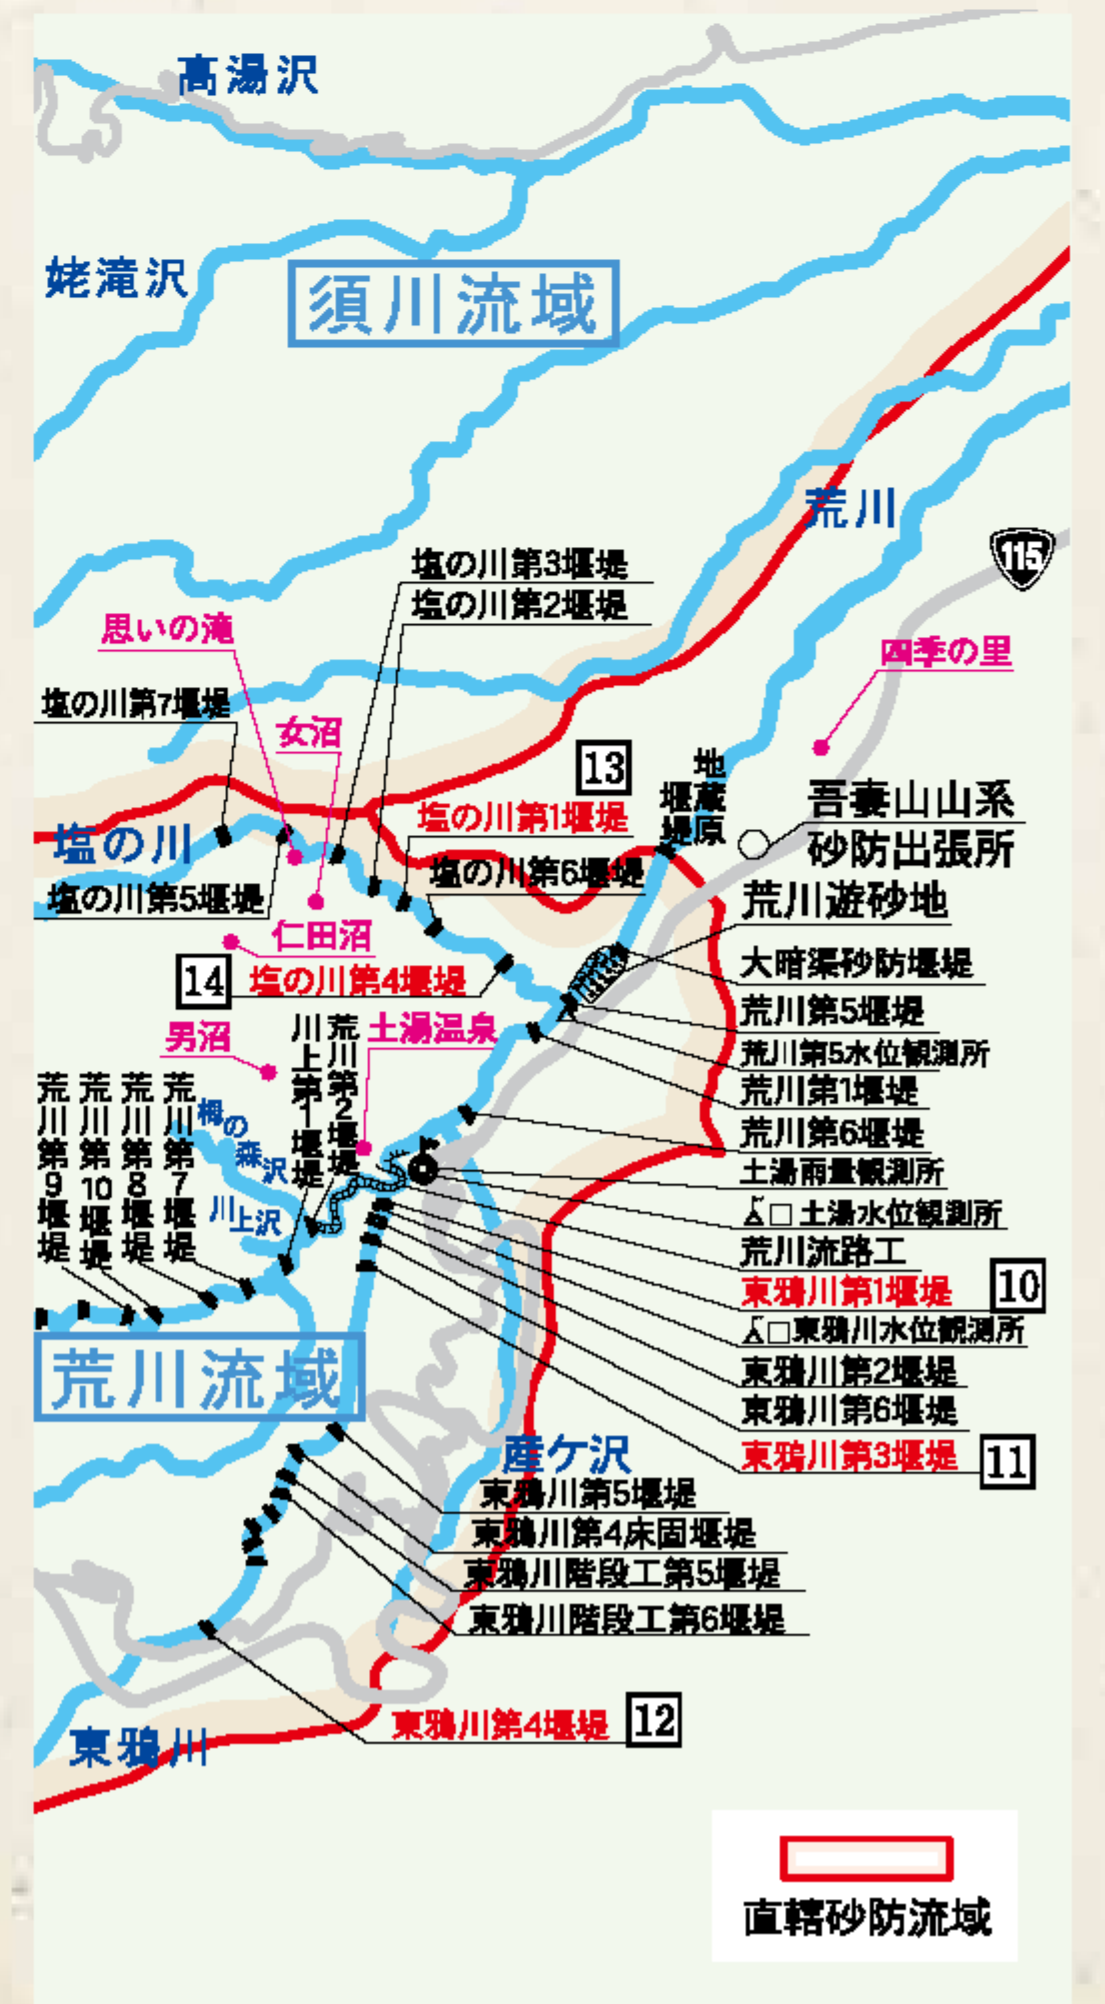 高湯沢
姥滝沢
須川流域
荒川
115
塩の川第3堰堤
塩の川第2堰堤
思いの滝
四季の里
塩の川第7堰堤
女沼
13
地蔵原堰堤
吾妻山山系
砂防出張所
塩の川第1堰堤
塩の川
塩の川第6堰堤
塩の川第5堰堤
荒川遊砂地
仁田沼
大暗渠砂防堰堤
14
塩の川第4堰堤
荒川第5堰堤
男沼
土湯温泉
荒川第5水位観測所
荒川第1堰堤
荒川第6堰堤
土湯雨量観測所
土湯水位観測所
荒川流路工
荒川第9堰堤
荒川第10堰堤
荒川第8堰堤
荒川第7堰堤
川上第1堰堤
荒川第2堰堤
栂の森沢
川上沢
東鴉川第1堰堤
10
東鴉川水位観測所
東鴉川第2堰堤
東鴉川第6堰堤
東鴉川第3堰堤
11
荒川流域
産ケ沢
東鴉川第5堰堤
東鴉川第4床固堰堤
東鴉川階段工第5堰堤
東鴉川階段工第6堰堤
東鴉川第4堰堤
12
東鴉川
直轄砂防流域